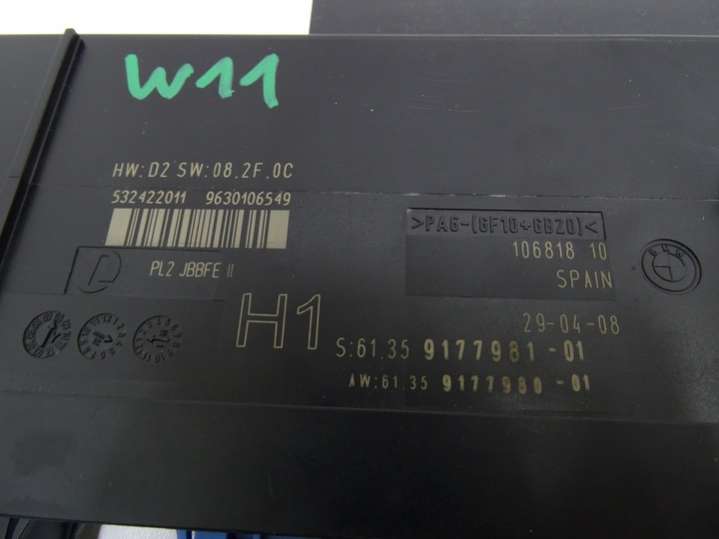 W11
HW:D2 SW:08.2F.0C
532422011 9630106549
>PA6-(GF10+GB20)<
106818 10
SPAIN
BMW
PL2 JBBFE II
H1
29-04-08
S:61.35 9177981-01
AW:61.35 9177980-01